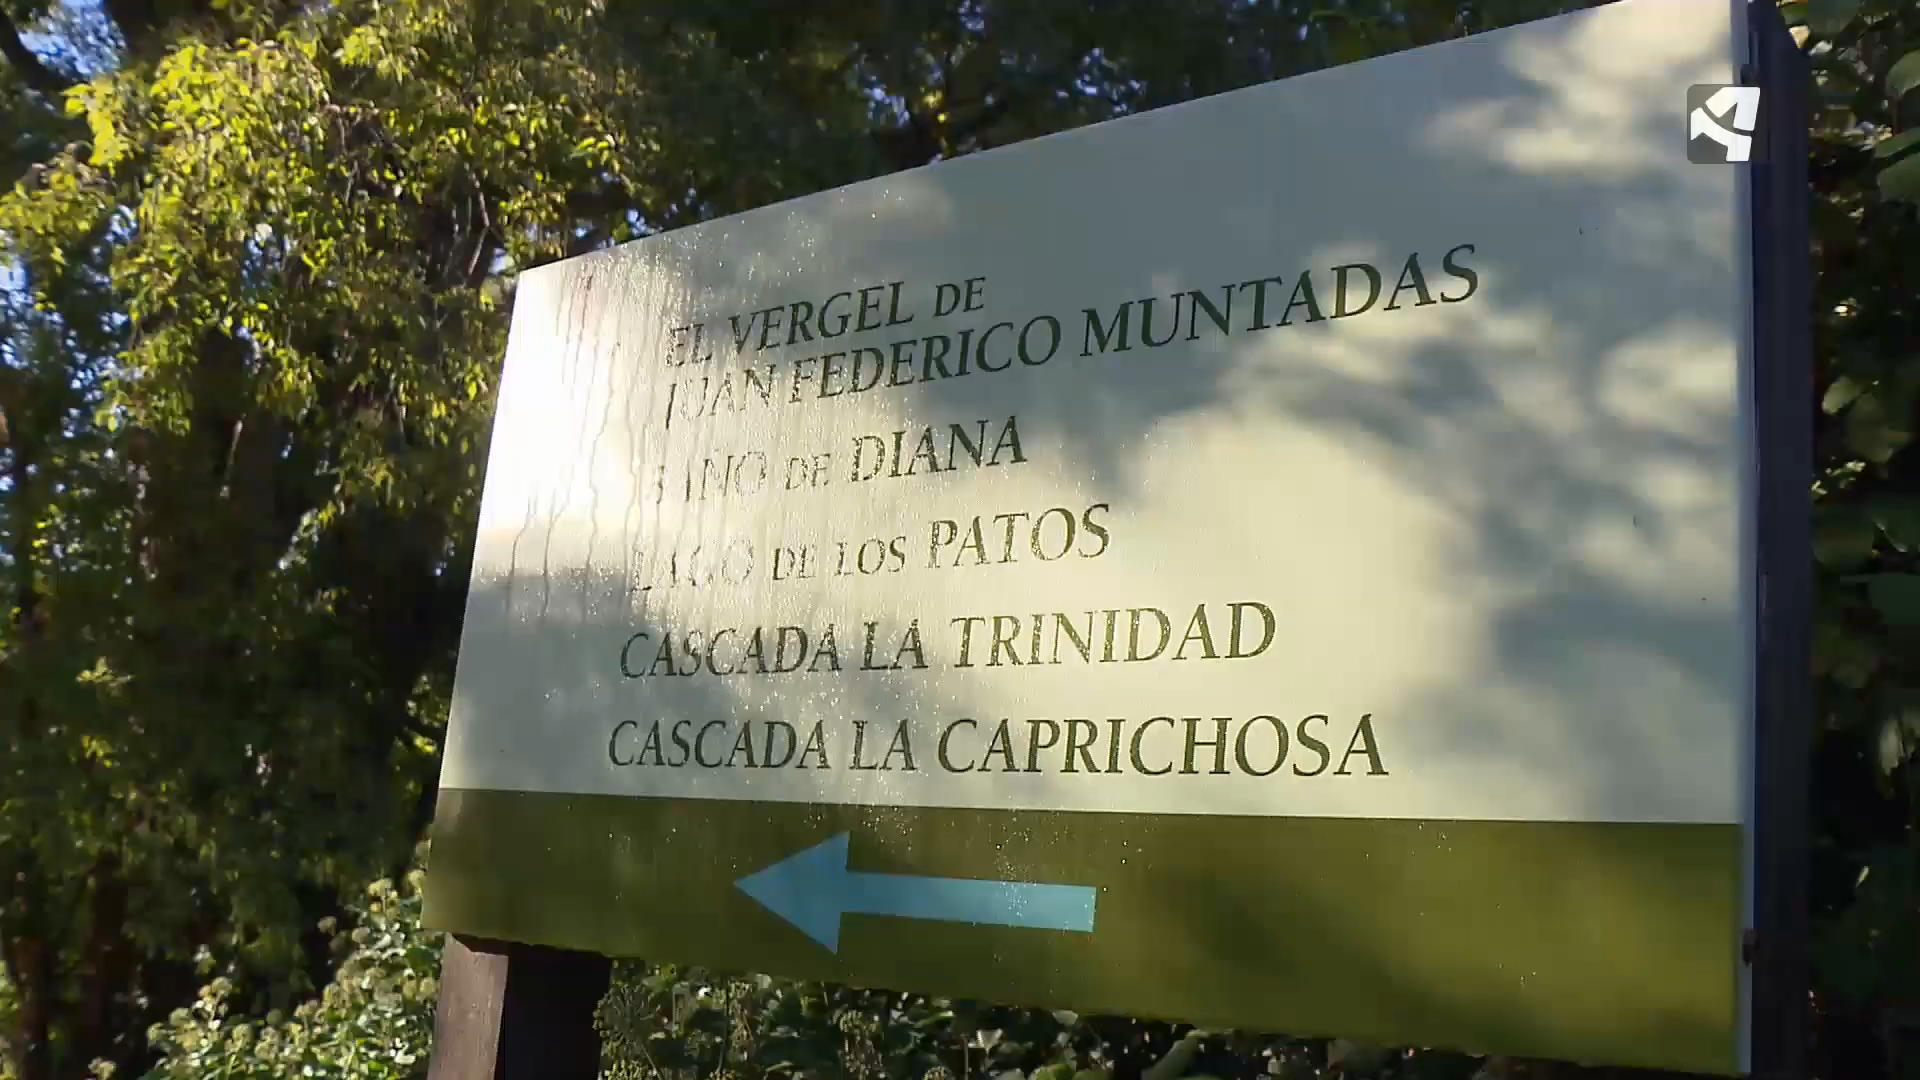 EL VERGEL DE
JUAN FEDERICO MUNTADAS
BAÑO DE DIANA
LAGO DE LOS PATOS
CASCADA LA TRINIDAD
CASCADA LA CAPRICHOSA